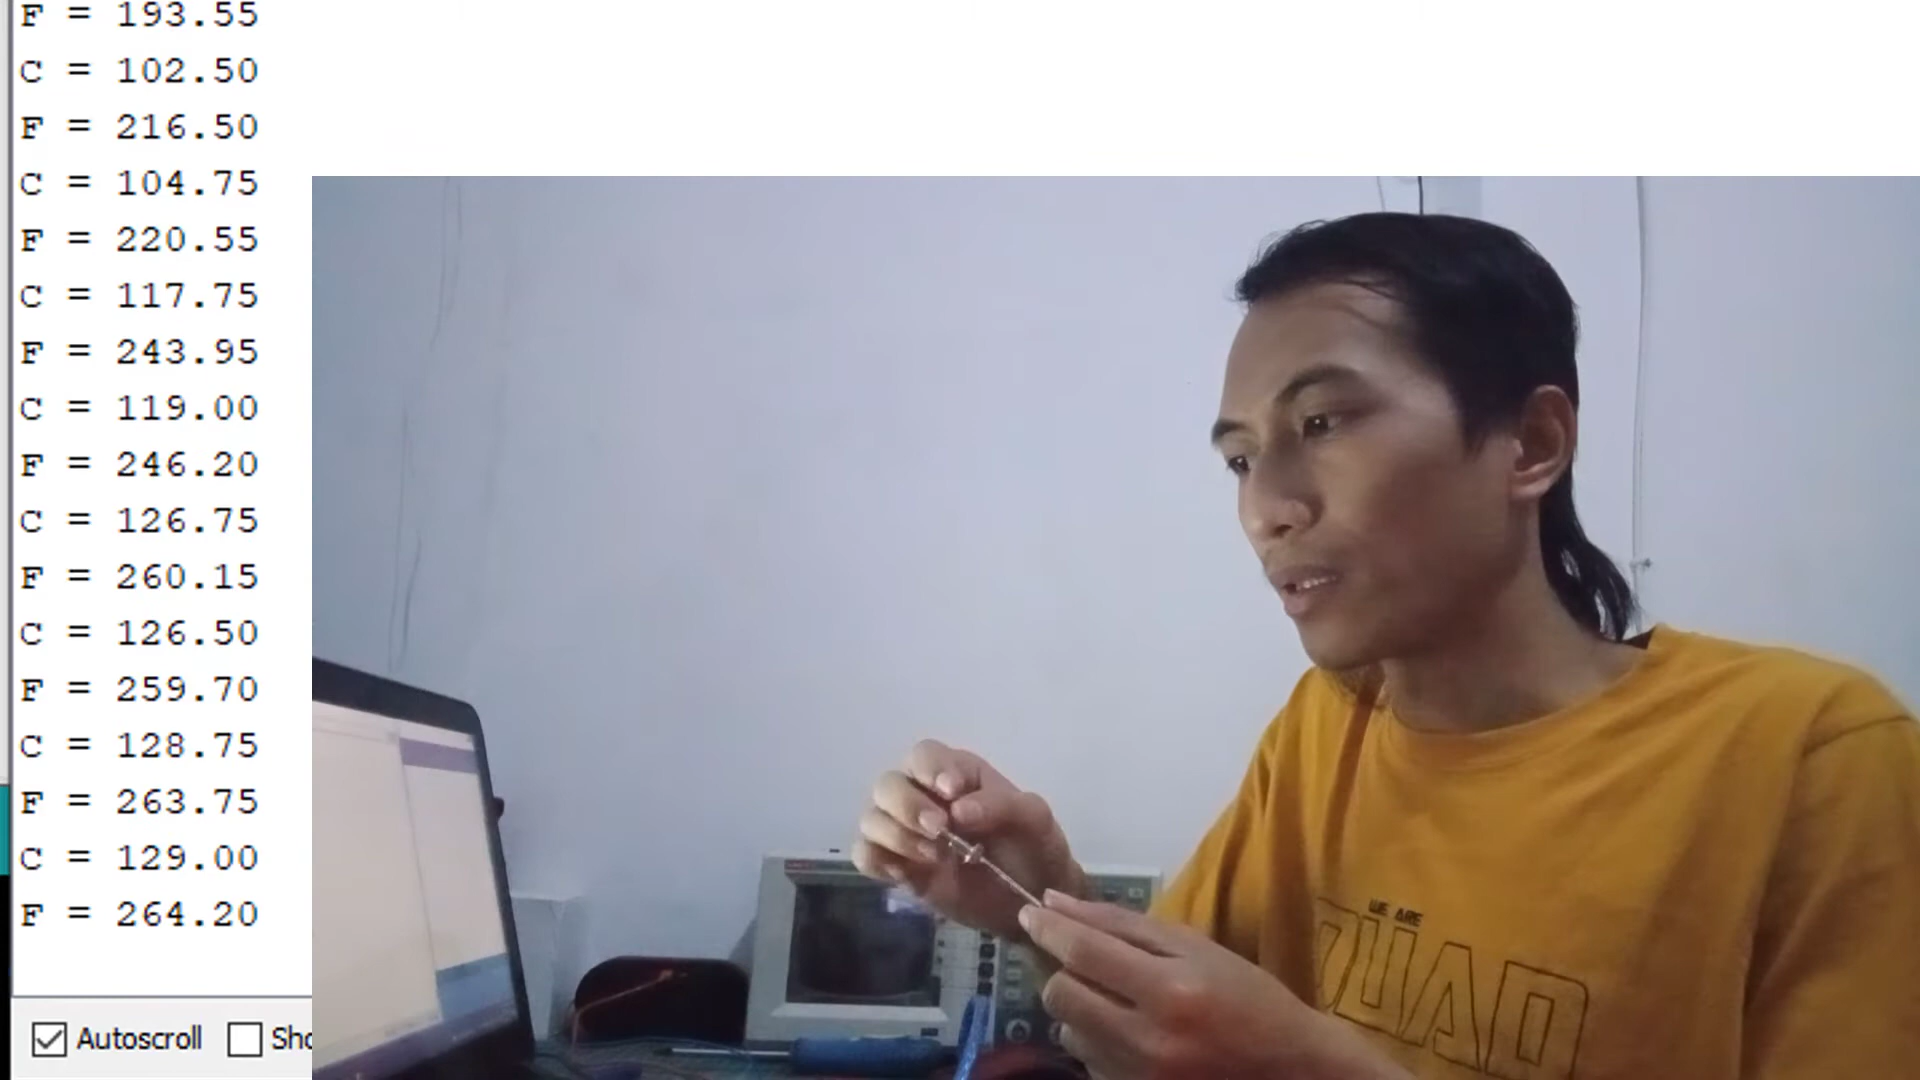 F = 193.55
C = 102.50
F = 216.50
C = 104.75
F = 220.55
C = 117.75
F = 243.95
C = 119.00
F = 246.20
C = 126.75
F = 260.15
C = 126.50
F = 259.70
C = 128.75
F = 263.75
C = 129.00
F = 264.20
Autoscroll
Sho
WE ARE